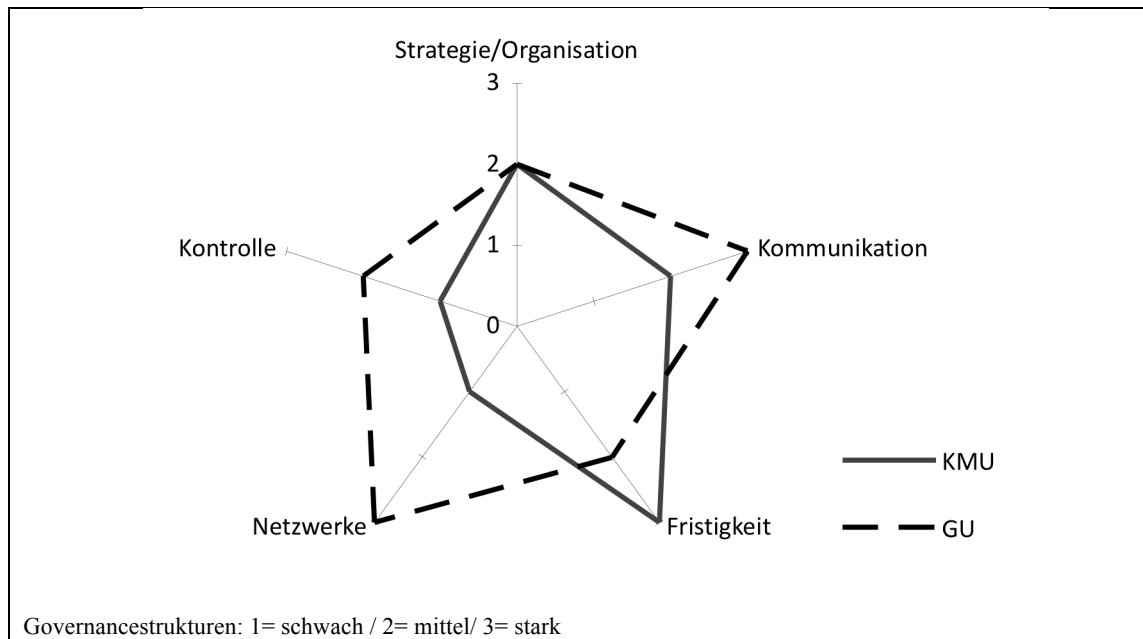 Strategie/Organisation
3
2
1
0
Kontrolle
Kommunikation
Netzwerke
Fristigkeit
KMU
GU
Governancestrukturen: 1= schwach / 2= mittel/ 3= stark